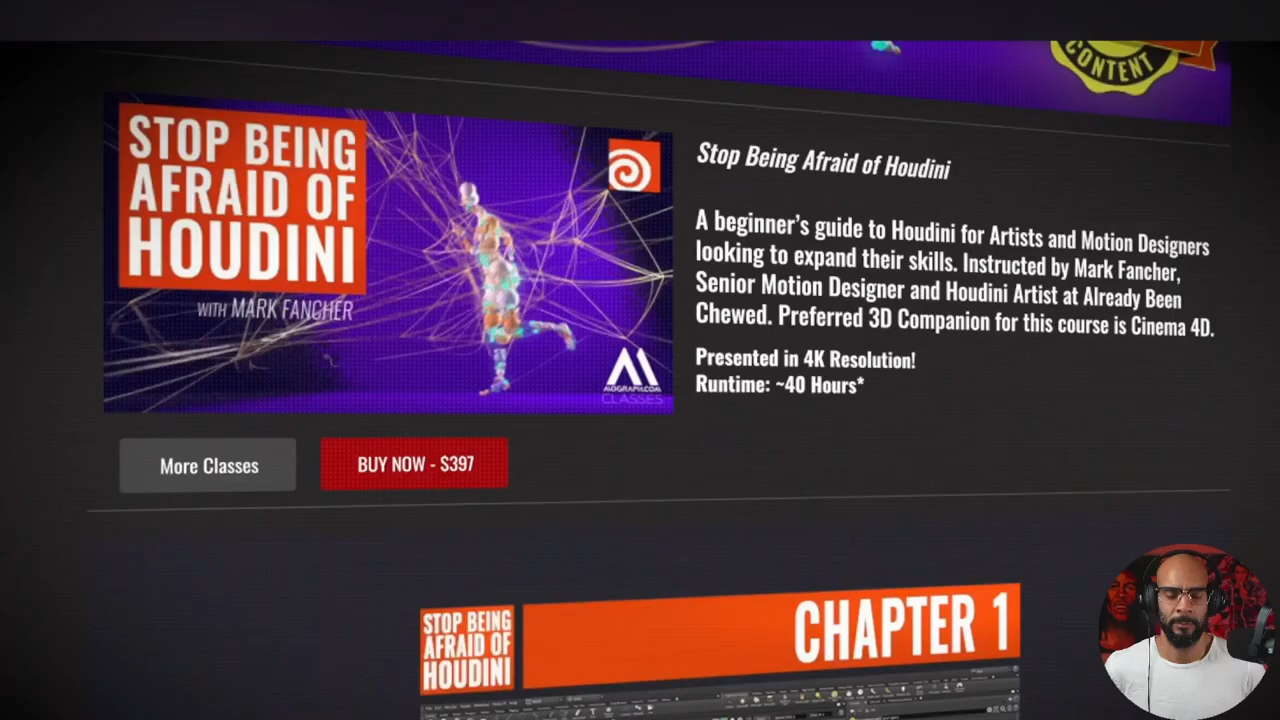 CONTENT
STOP BEING
AFRAID OF
HOUDINI
WITH MARK FANCHER
MOGRAPH.COM
CLASSES
Stop Being Afraid of Houdini
A beginner's guide to Houdini for Artists and Motion Designers
looking to expand their skills. Instructed by Mark Fancher,
Senior Motion Designer and Houdini Artist at Already Been
Chewed. Preferred 3D Companion for this course is Cinema 4D.
Presented in 4K Resolution!
Runtime: ~40 Hours*
More Classes
BUY NOW - $397
STOP BEING
AFRAID OF
HOUDINI
CHAPTER 1